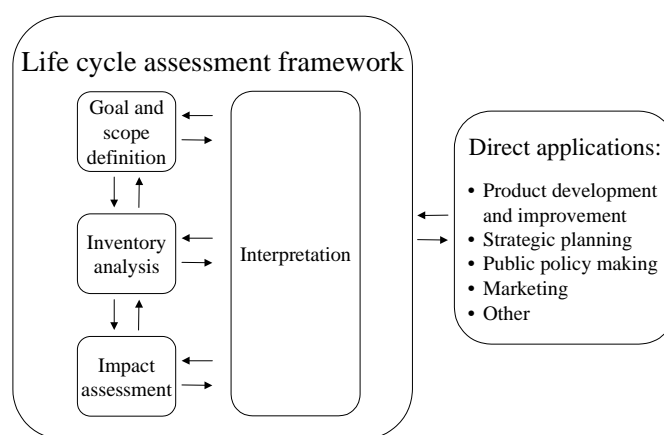 Life cycle assessment framework
Goal and
scope
definition
Inventory
analysis
Impact
assessment
Interpretation
Direct applications:
• Product development
and improvement
• Strategic planning
• Public policy making
• Marketing
• Other